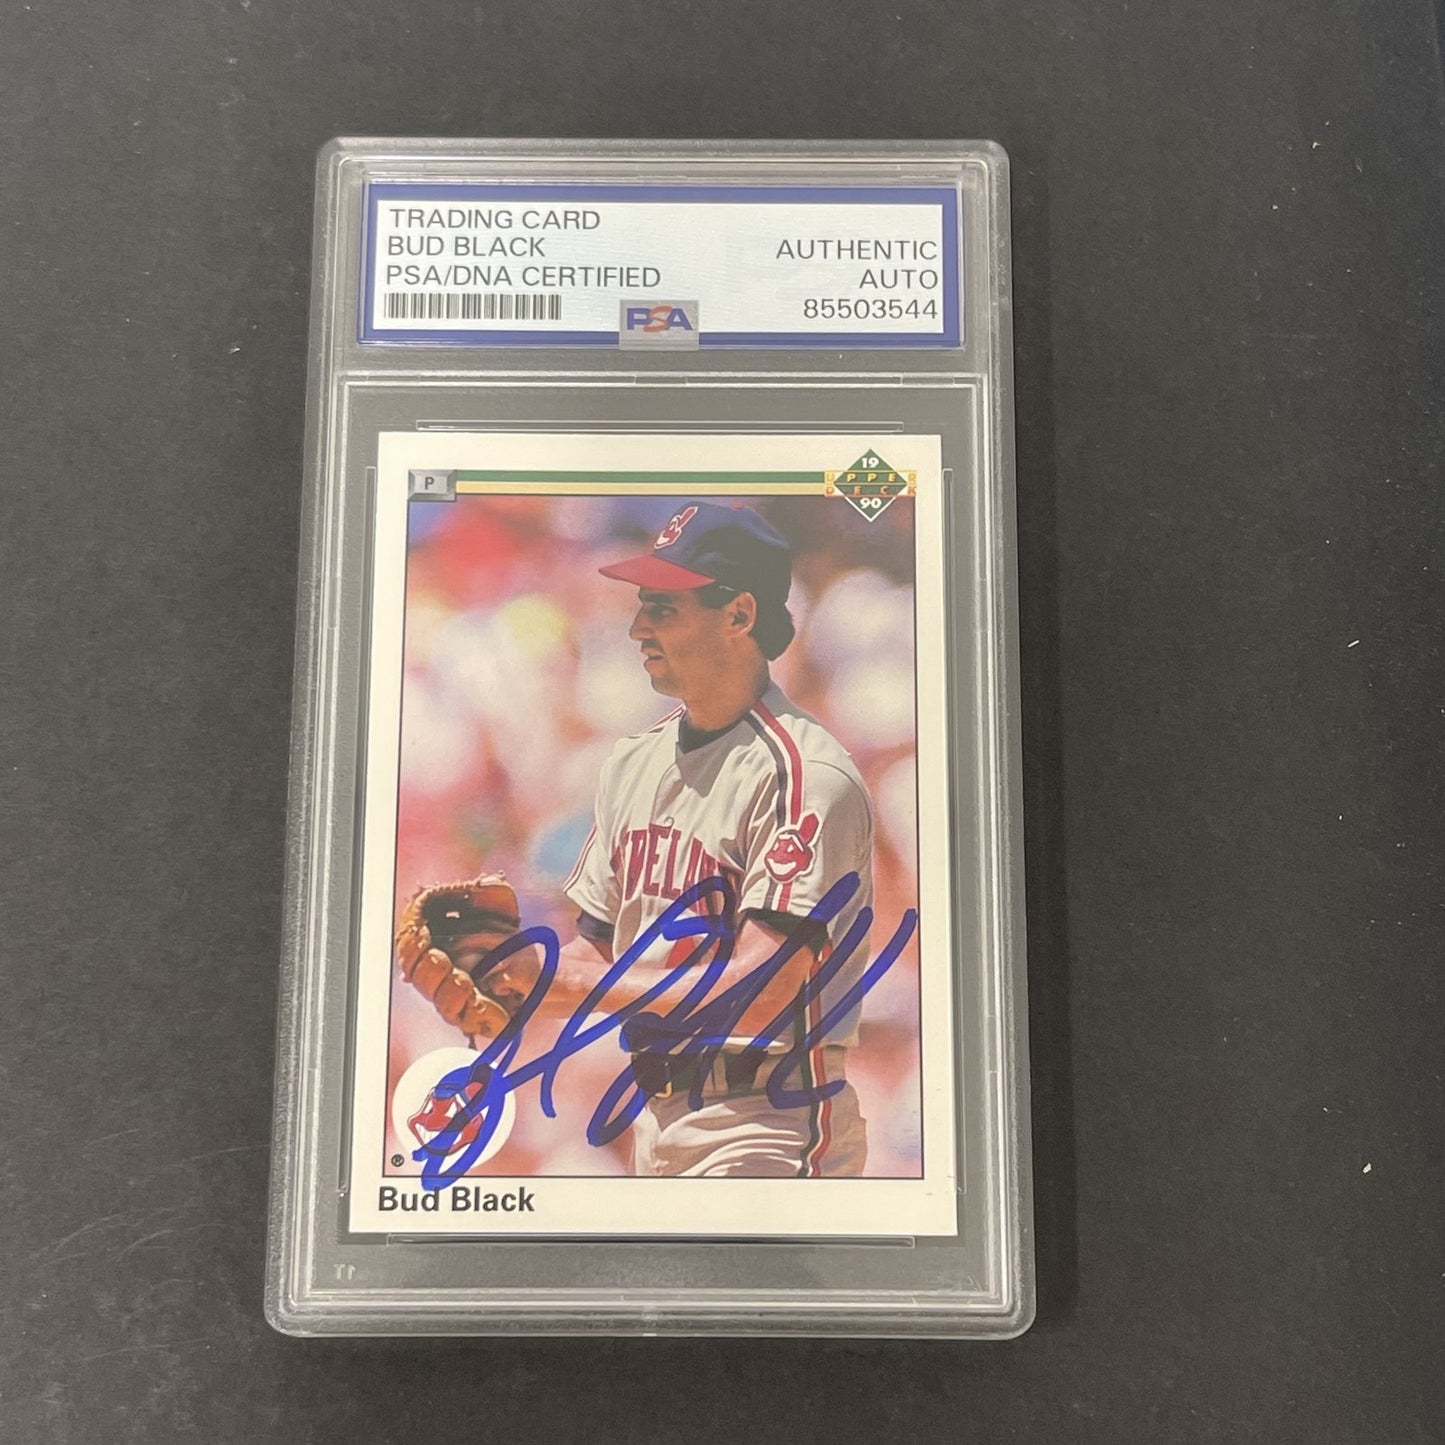 TRADING CARD
BUD BLACK
PSA/DNA CERTIFIED
AUTHENTIC
AUTO
85503544
PSA
P
19
UPPER
DECK
90
Bud Black